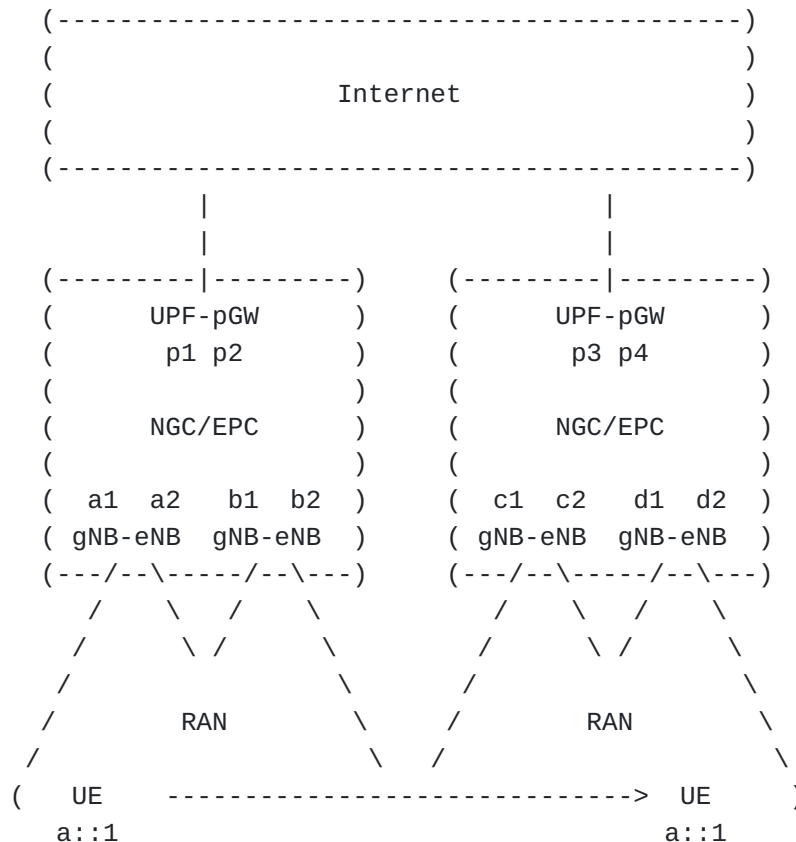 (--------------------------------------------)
(                                            )
(                  Internet                  )
(                                            )
(--------------------------------------------)
          |                         |
          |                         |
(---------|---------)     (---------|---------)
(      UPF-pGW      )     (      UPF-pGW      )
(       p1 p2       )     (       p3 p4       )
(                   )     (                   )
(      NGC/EPC      )     (      NGC/EPC      )
(                   )     (                   )
(  a1  a2   b1  b2  )     (  c1  c2   d1  d2  )
( gNB-eNB  gNB-eNB  )     ( gNB-eNB  gNB-eNB  )
(---/--\-----/--\---)     (---/--\-----/--\---)
   /    \   /    \           /    \   /    \
  /      \ /      \         /      \ /      \
 /                 \       /                 \
/        RAN        \     /        RAN        \
/                     \   /                     \
(   UE    ------------------------------>  UE     )
a::1                                   a::1